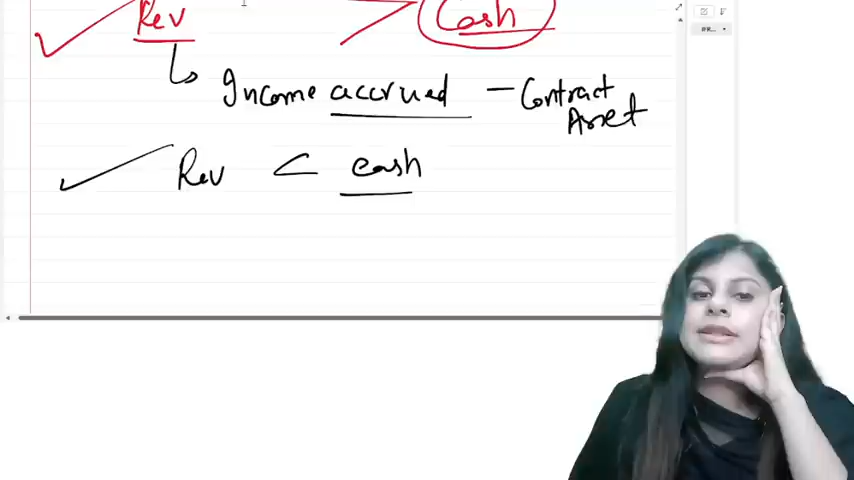 Rev > Cash
Income accrued - Contract Asset
Rev < cash